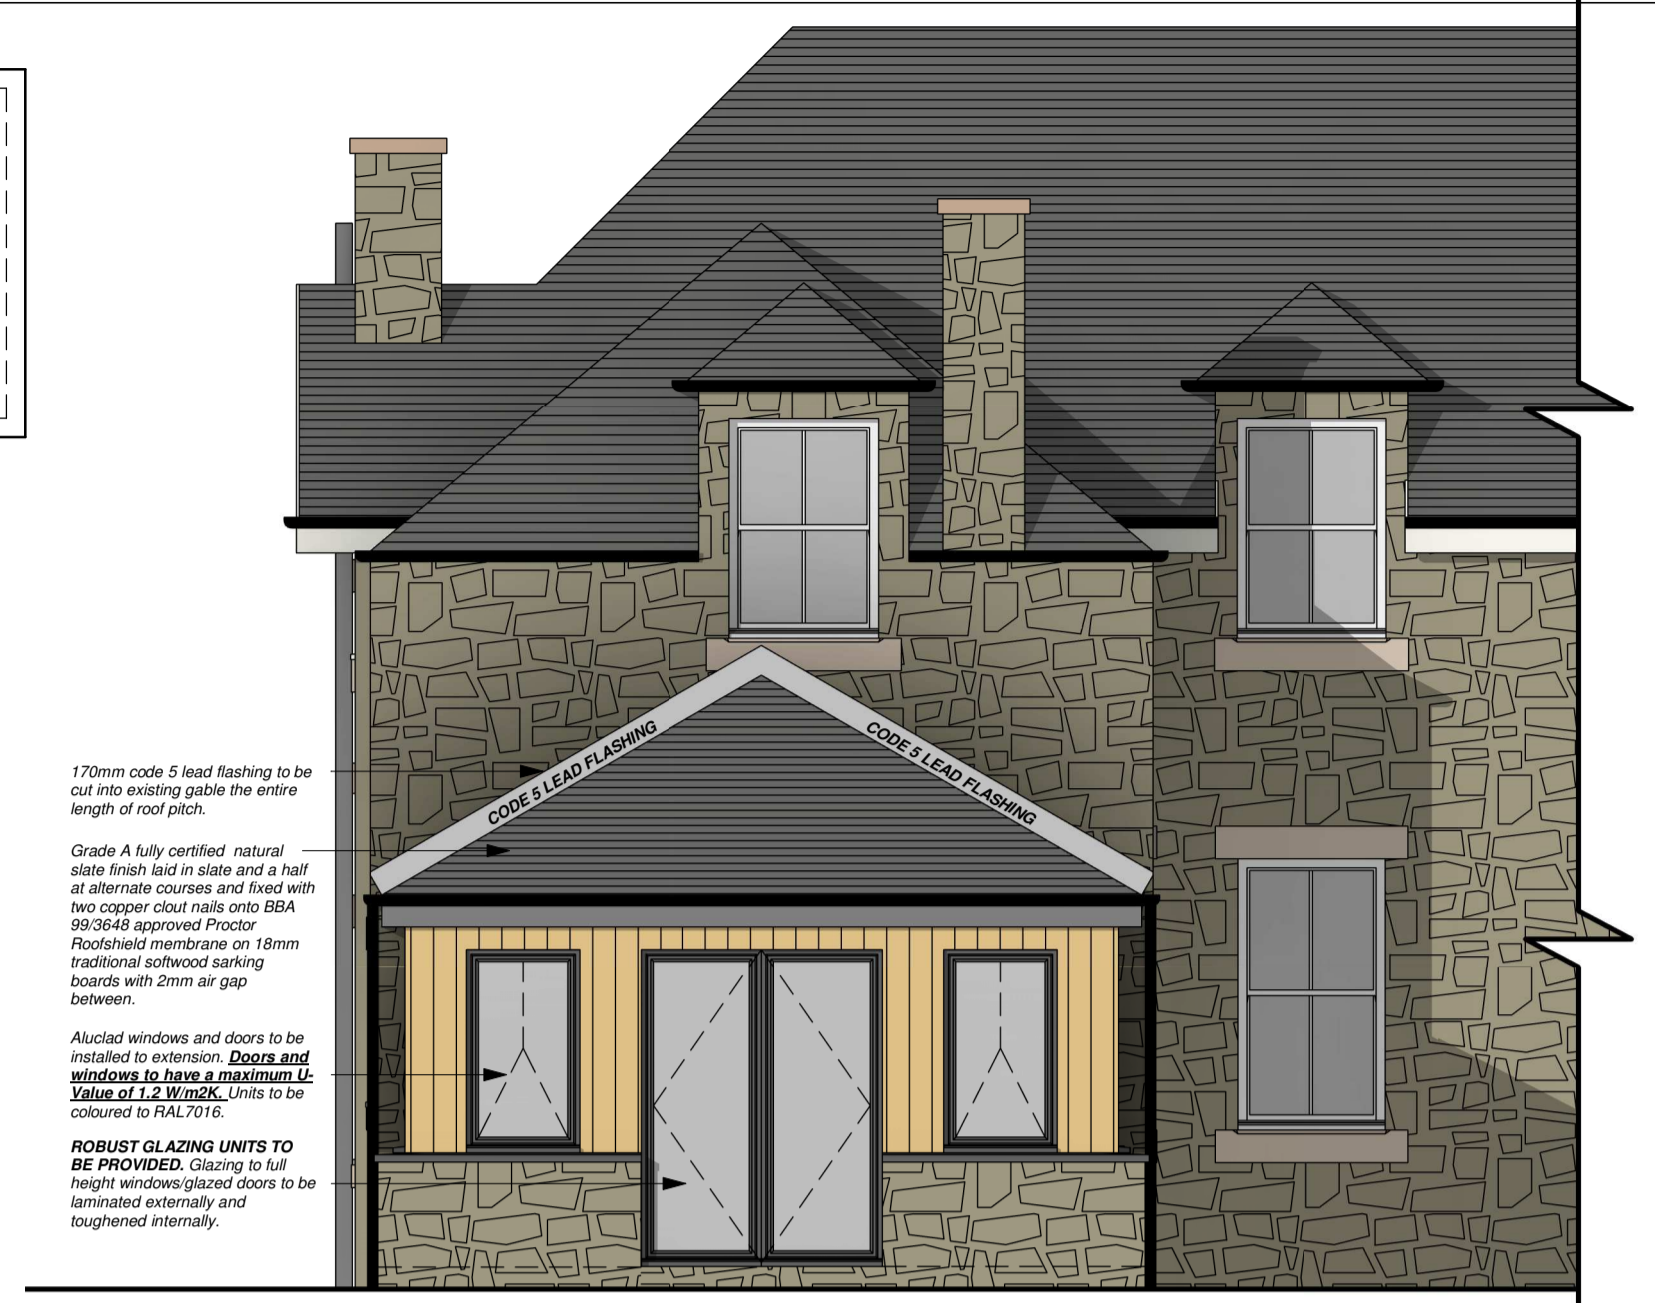 CODE 5 LEAD FLASHING
CODE 5 LEAD FLASHING
170mm code 5 lead flashing to be
cut into existing gable the entire
length of roof pitch.
Grade A fully certified natural
slate finish laid in slate and a half
at alternate courses and fixed with
two copper clout nails onto BBA
99/3648 approved Proctor
Roofshield membrane on 18mm
traditional softwood sarking
boards with 2mm air gap
between.
Aluclad windows and doors to be
installed to extension. Doors and
windows to have a maximum U-
Value of 1.2 W/m2K. Units to be
coloured to RAL7016.
ROBUST GLAZING UNITS TO
BE PROVIDED. Glazing to full
height windows/glazed doors to be
laminated externally and
toughened internally.